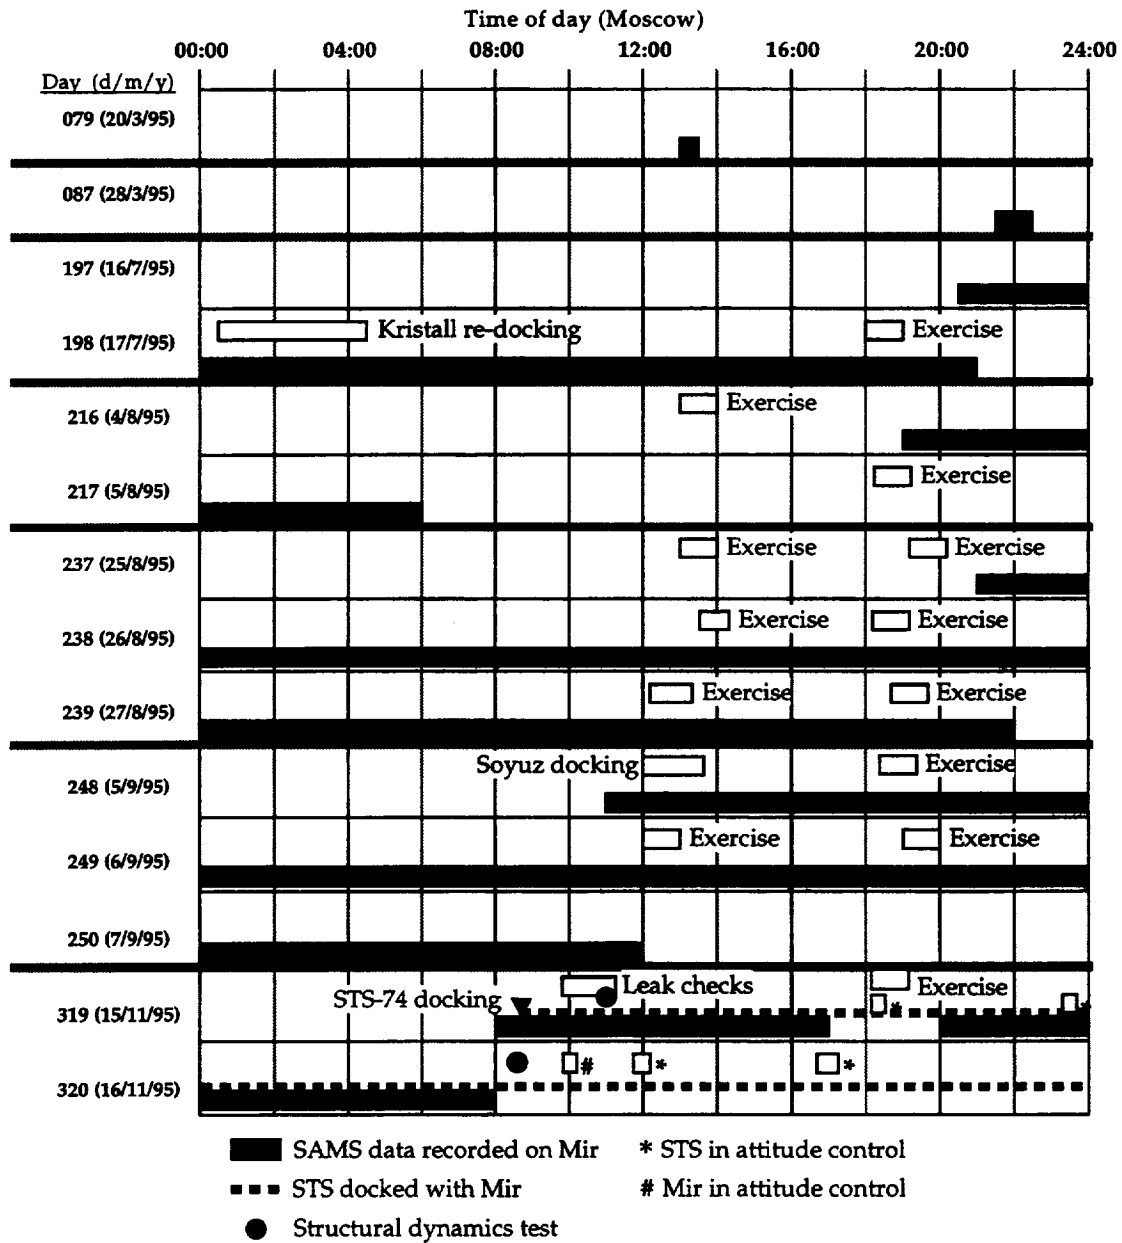 Time of day (Moscow)
00:00 04:00 08:00 12:00 16:00 20:00 24:00
Day (d/m/y)
079 (20/3/95)
087 (28/3/95)
197 (16/7/95)
Kristall re-docking Exercise
198 (17/7/95)
Exercise
216 (4/8/95)
Exercise
217 (5/8/95)
Exercise Exercise
237 (25/8/95)
Exercise Exercise
238 (26/8/95)
Exercise Exercise
239 (27/8/95)
Soyuz docking Exercise
248 (5/9/95)
Exercise Exercise
249 (6/9/95)
250 (7/9/95)
Leak checks Exercise
STS-74 docking * *
319 (15/11/95)
# * *
320 (16/11/95)
SAMS data recorded on Mir * STS in attitude control
STS docked with Mir # Mir in attitude control
Structural dynamics test